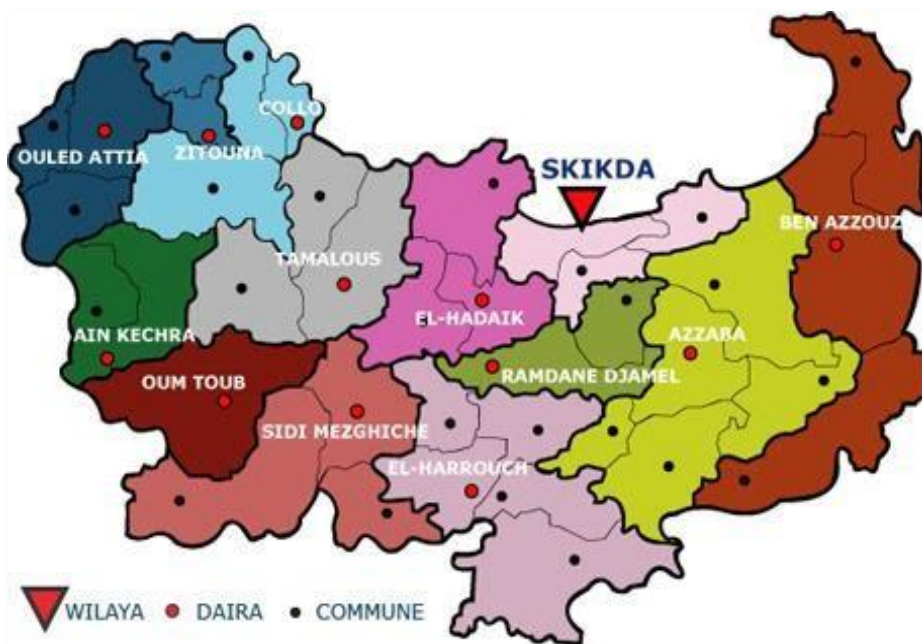 COLLO
OULED ATTIA
ZITOUNA
SKIKDA
BEN AZZOUZ
TAMALOUS
EL-HADAIK
AIN KECHRA
AZZABA
OUM TOUB
RAMDANE DJAMEL
SIDI MEZGHICHE
EL-HARROUCH
WILAYA DAIRA COMMUNE